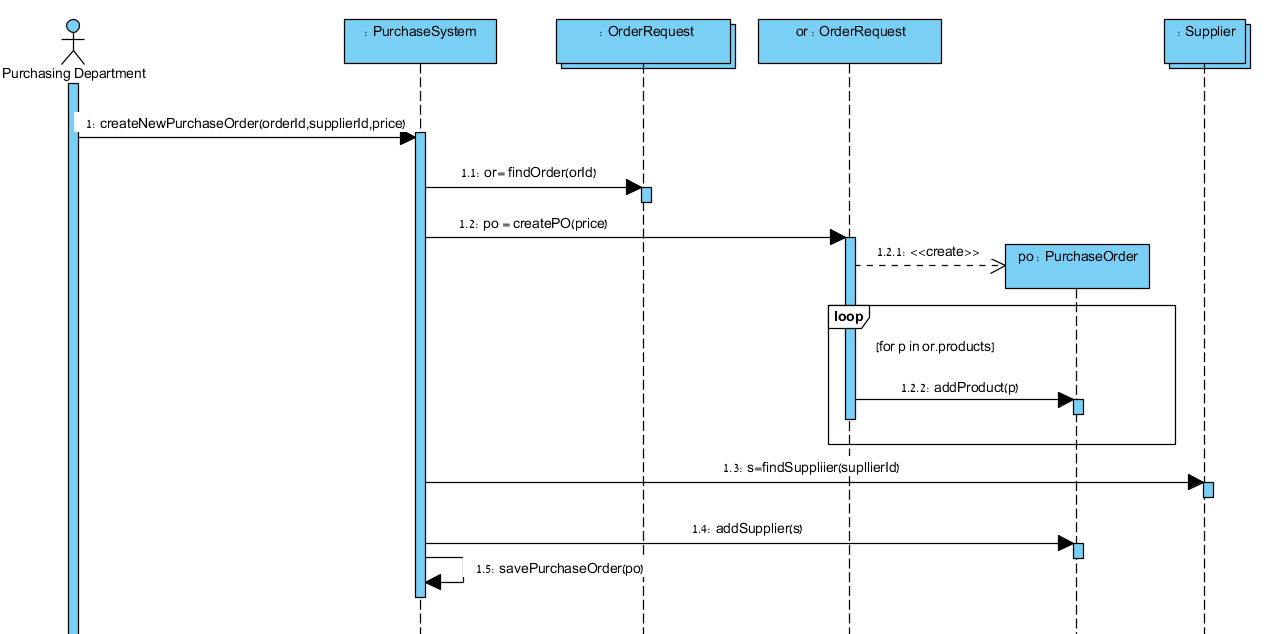 : PurchaseSystem
: OrderRequest
or : OrderRequest
: Supplier
Purchasing Department
1: createNewPurchaseOrder(orderId,supplierId,price)
1.1: or= findOrder(orId)
1.2: po = createPO(price)
1.2.1: <<create>>
po : PurchaseOrder
loop
[for p in or.products]
1.2.2: addProduct(p)
1.3: s=findSuppliier(supllierId)
1.4: addSupplier(s)
1.5: savePurchaseOrder(po)